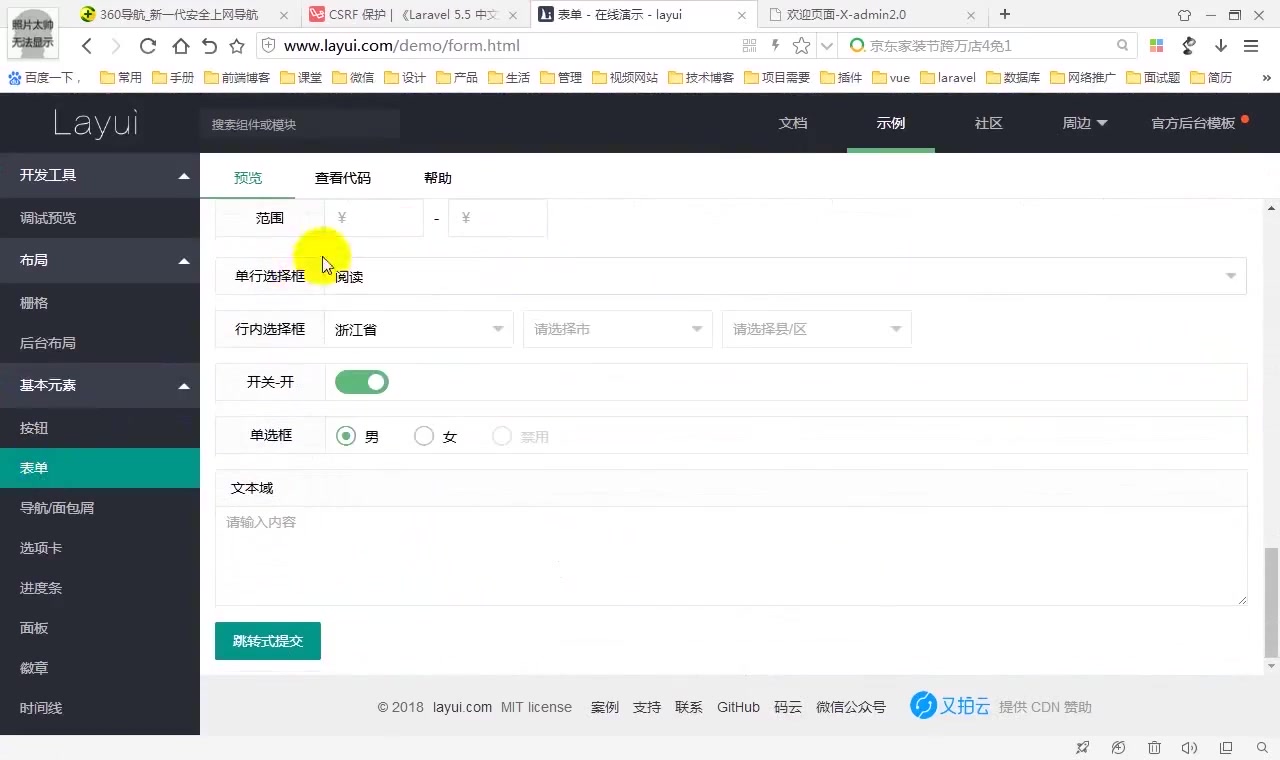 照片太帅
无法显示
360导航_新一代安全上网导航
CSRF 保护 | 《Laravel 5.5 中文
表单 - 在线演示 - layui
欢迎页面-X-admin2.0
www.layui.com/demo/form.html
京东家装节跨万店4免1
百度一下，
常用
手册
前端博客
课堂
微信
设计
产品
生活
管理
视频网站
技术博客
项目需要
插件
vue
laravel
数据库
网络推广
面试题
简历
»
Layui
搜索组件或模块
文档
示例
社区
周边
官方后台模板
开发工具
调试预览
布局
栅格
后台布局
基本元素
按钮
表单
导航/面包屑
选项卡
进度条
面板
徽章
时间线
预览
查看代码
帮助
范围
￥
-
￥
单行选择框
阅读
行内选择框
浙江省
请选择市
请选择县/区
开关-开
单选框
男
女
禁用
文本域
请输入内容
跳转式提交
© 2018 layui.com MIT license 案例 支持 联系 GitHub 码云 微信公众号 又拍云 提供 CDN 赞助